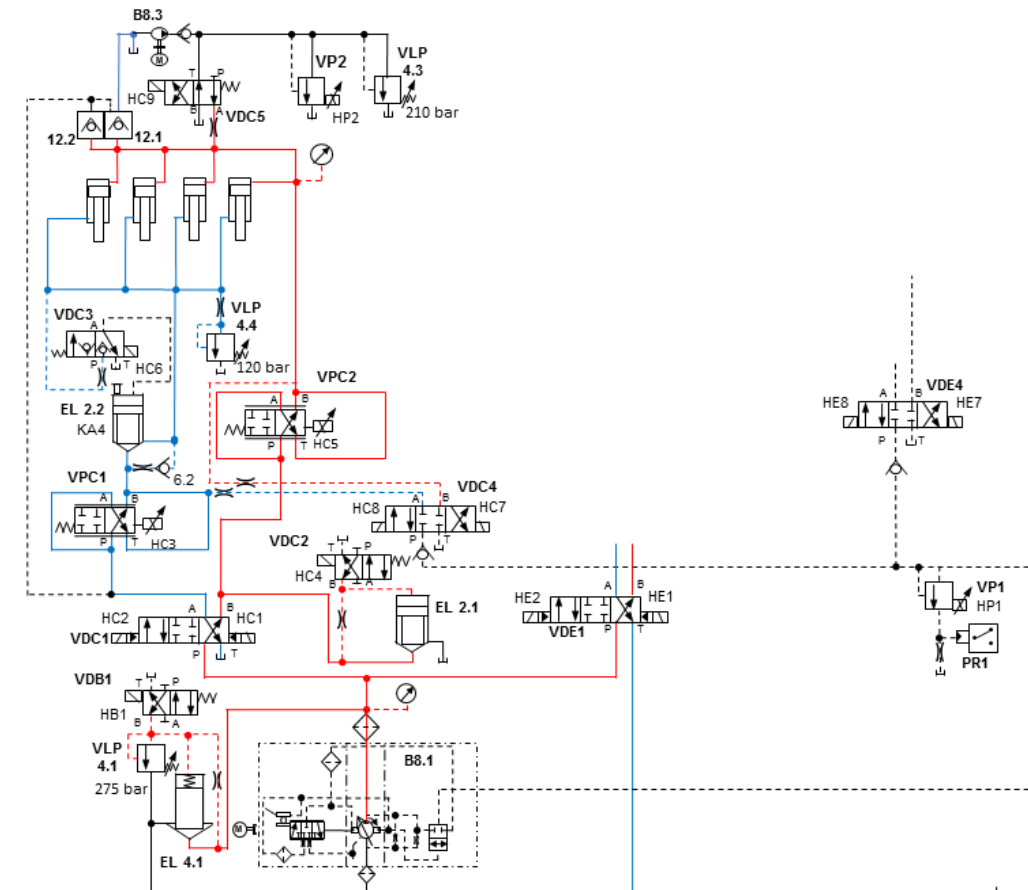 B8.3
M
T P
VP2
VLP
4.3
HC9
B A
HP2
210 bar
VDC5
12.2
12.1
VDC3
A
VLP
4.4
P T
HC6
120 bar
VPC2
EL 2.2
KA4
A B
HC5
P T
VDE4
A B
HE8
HE7
P T
6.2
VPC1
A B
HC3
P T
VDC4
HC8
A B
HC7
P T
VDC2
T P
HC4
B A
EL 2.1
VP1
HP1
PR1
HC2
A B
HC1
VDC1
P T
HE2
A B
HE1
VDE1
P T
VDB1
T P
HB1
B A
VLP
4.1
275 bar
B8.1
M
EL 4.1